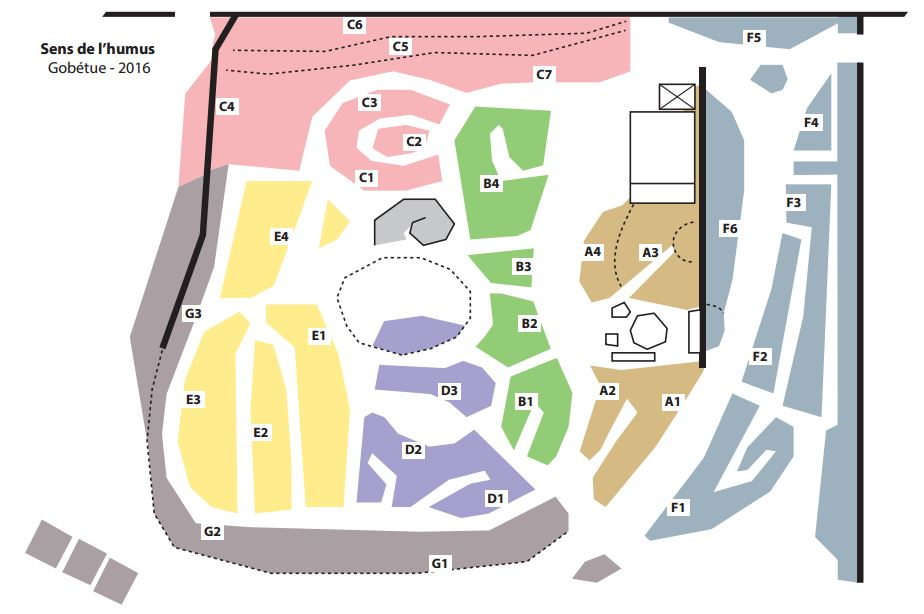 Sens de l'humus
Gobétue - 2016
C6
C5
C7
C4
C3
C2
C1
F5
F4
F3
F6
F2
F1
B4
B3
B2
B1
A4
A3
A2
A1
E4
E1
E3
E2
G3
D3
D2
D1
G2
G1